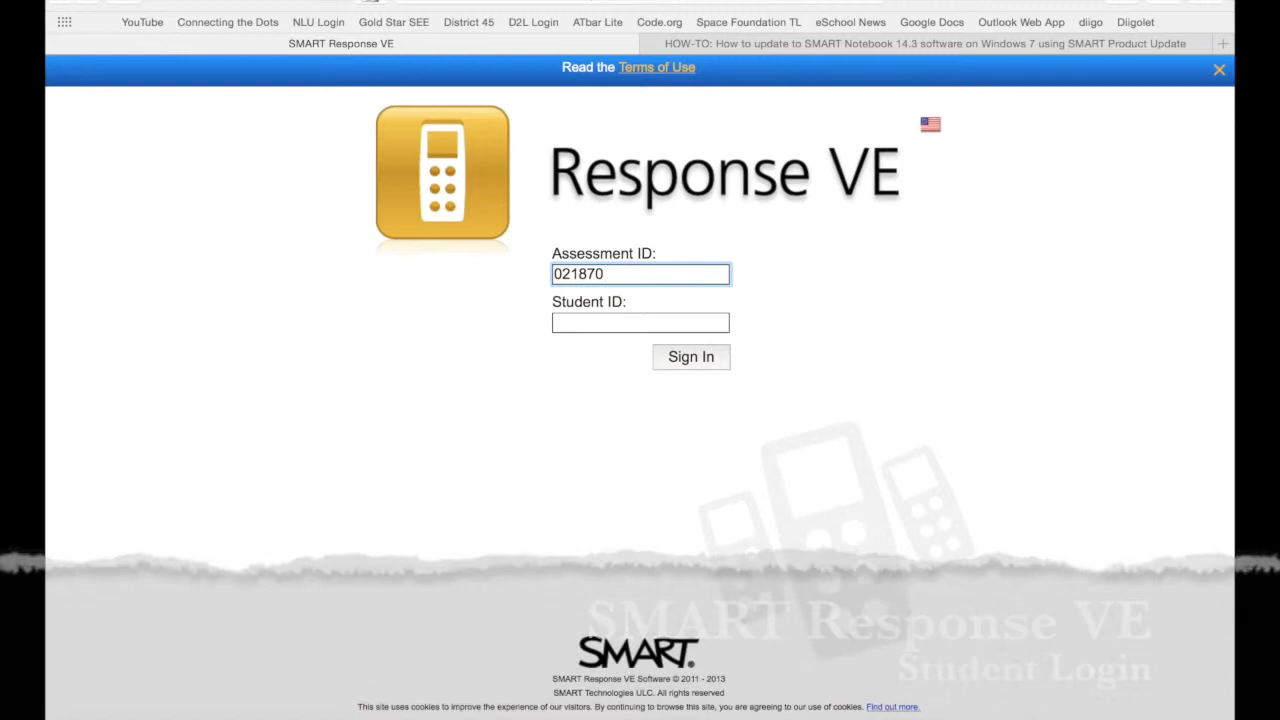 YouTube Connecting the Dots NLU Login Gold Star SEE District 45 D2L Login ATbar Lite Code.org Space Foundation TL eSchool News Google Docs Outlook Web App diigo Diigolet
SMART Response VE HOW-TO: How to update to SMART Notebook 14.3 software on Windows 7 using SMART Product Update
Read the Terms of Use
Response VE
Assessment ID:
021870
Student ID:
Sign In
SMART Response VE
Student Login
SMART
SMART Response VE Software © 2011 - 2013
SMART Technologies ULC. All rights reserved
This site uses cookies to improve the experience of our visitors. By continuing to browse this site, you are agreeing to our use of cookies. Find out more.